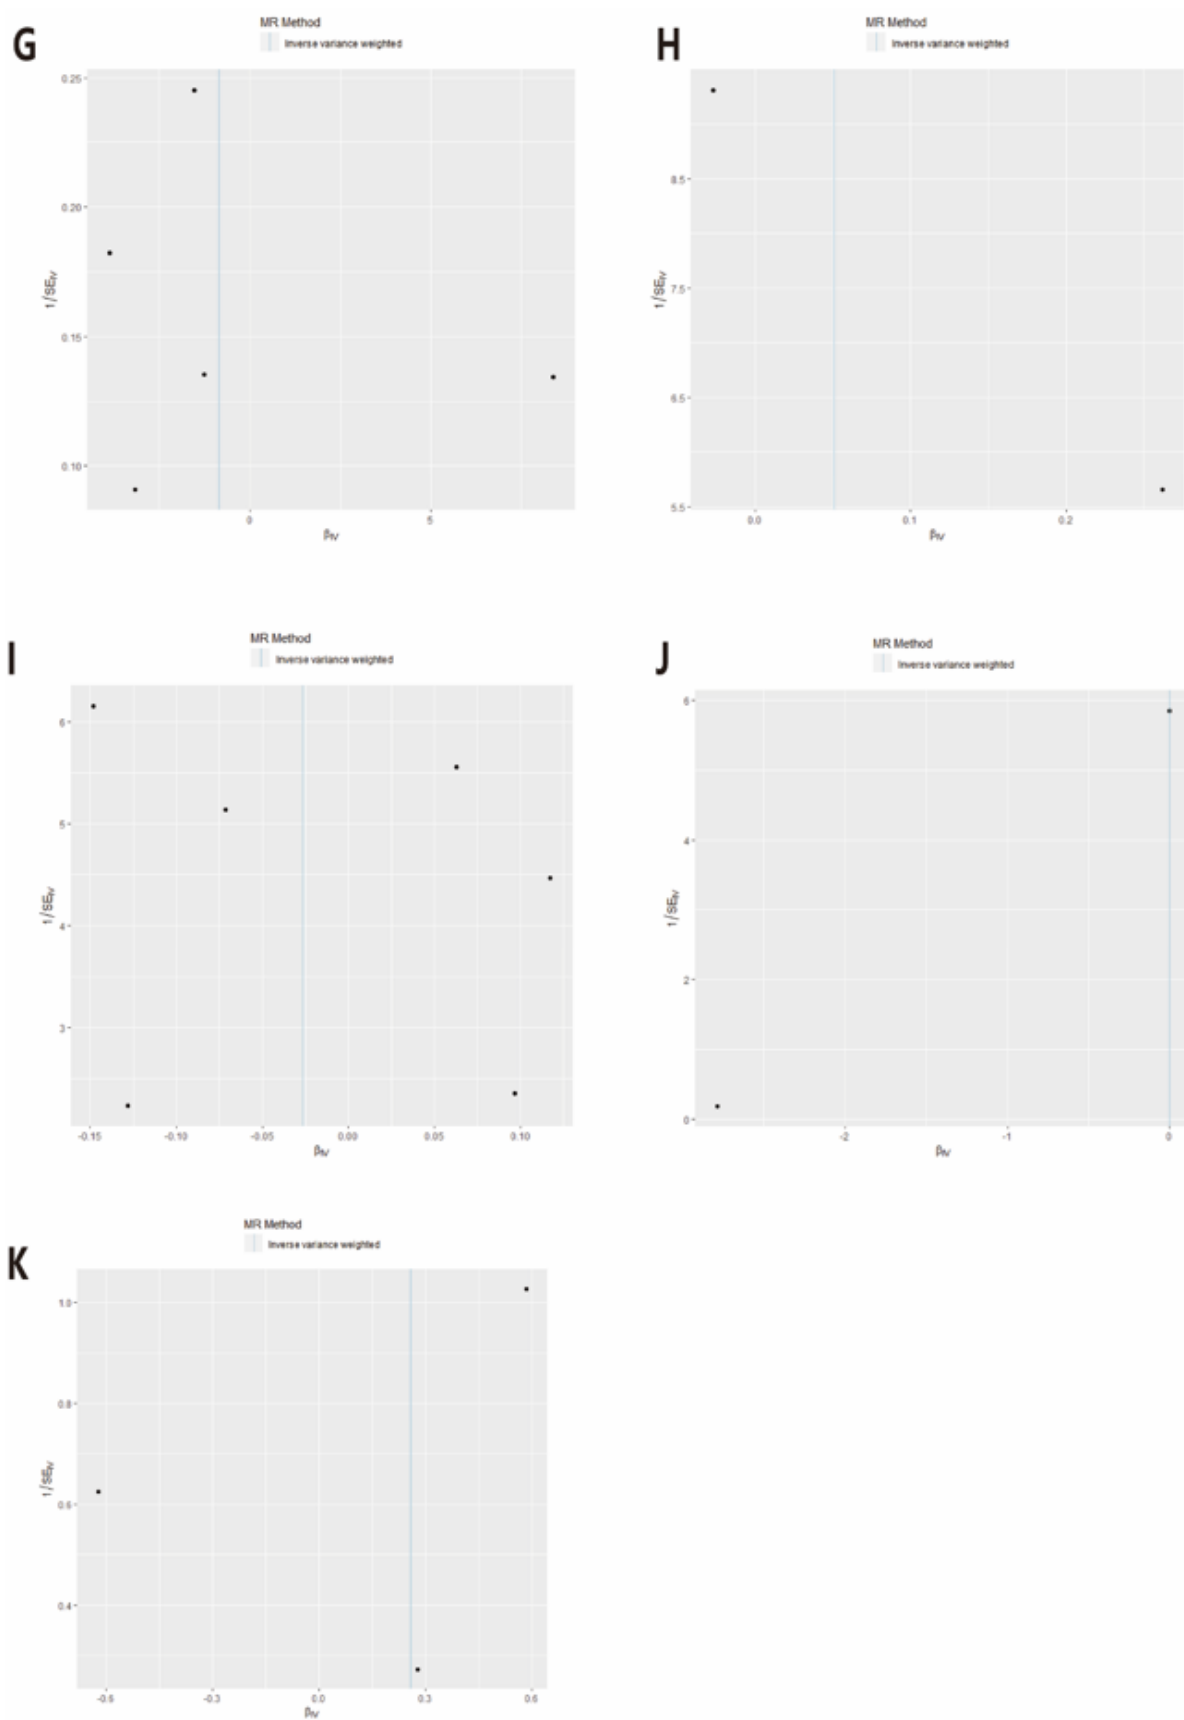 G
MR Method
Inverse variance weighted
0.25
0.20
0.15
0.10
1/SE_IV
0
5
β_IV
H
MR Method
Inverse variance weighted
8.5
7.5
6.5
5.5
1/SE_IV
0.0
0.1
0.2
β_IV
I
MR Method
Inverse variance weighted
6
5
4
3
1/SE_IV
-0.15
-0.10
-0.05
0.00
0.05
0.10
β_IV
J
MR Method
Inverse variance weighted
6
4
2
0
1/SE_IV
-2
-1
0
β_IV
K
MR Method
Inverse variance weighted
1.0
0.8
0.6
0.4
1/SE_IV
-0.6
-0.3
0.0
0.3
0.6
β_IV